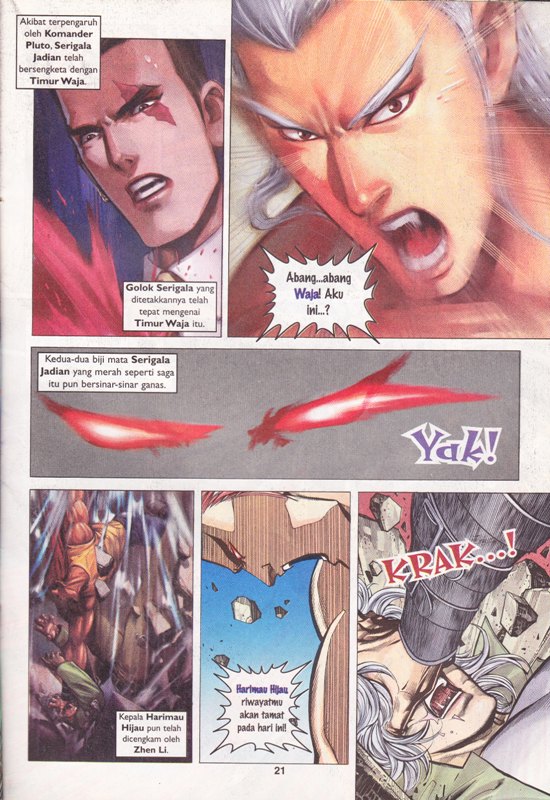 Akibat terpengaruh
oleh Komander
Pluto, Serigala
Jadian telah
bersengketa dengan
Timur Waja.
Golok Serigala yang
ditetakkannya telah
tepat mengenai
Timur Waja itu.
Abang...abang
Waja! Aku
ini...?
Kedua-dua biji mata Serigala
Jadian yang merah seperti saga
itu pun bersinar-sinar ganas.
Yak!
Kepala Harimau
Hijau pun telah
dicengkam oleh
Zhen Li.
Harimau Hijau
riwayatmu
akan tamat
pada hari ini!
KRAK....!
21